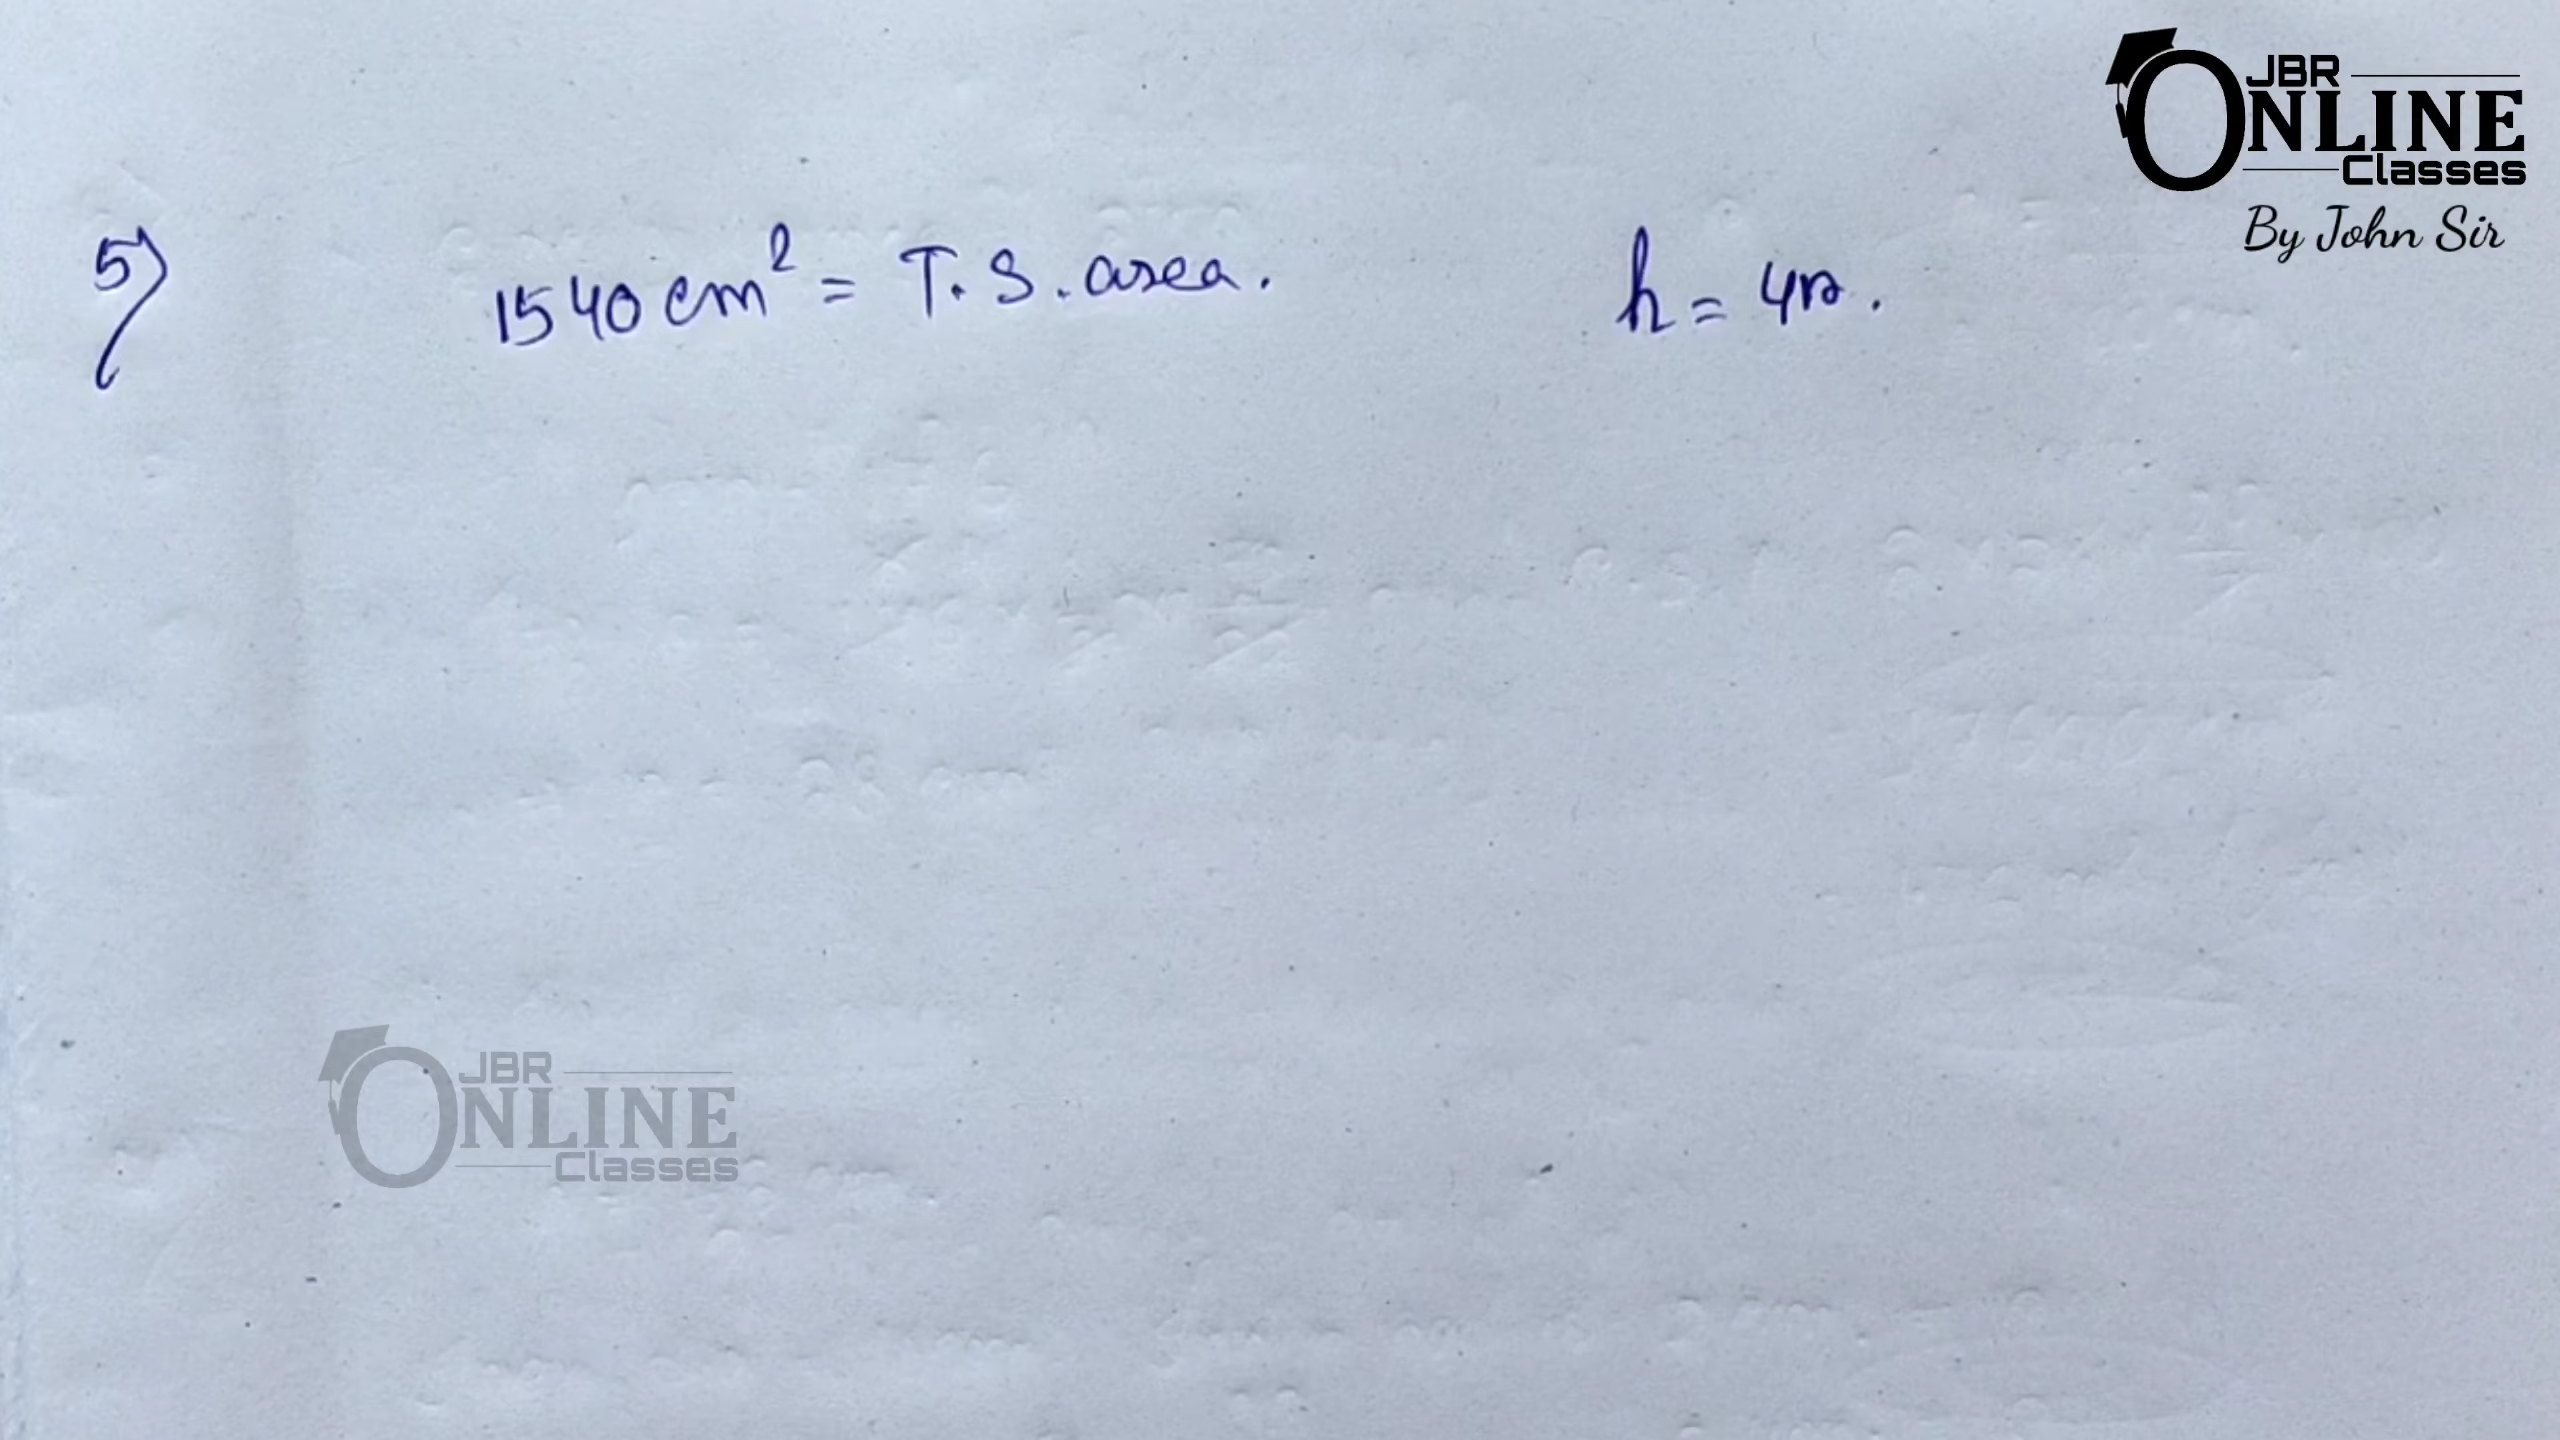 JBR
ONLINE
Classes
By John Sir
5) 1540 cm² = T. S. area. h = 4r.
JBR
ONLINE
Classes